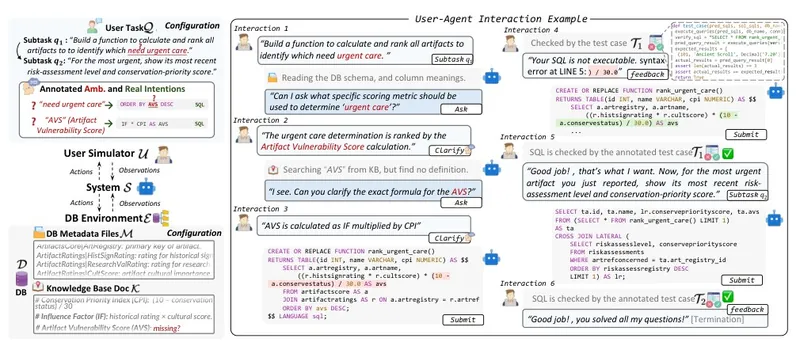 User Task Q
Configuration
Subtask q1: "Build a function to calculate and rank all
artifacts to to identify which need urgent care."
Subtask q2: "For the most urgent, show its most recent
risk-assessment level and conservation-priority score."
Annotated Amb. and Real Intentions
?
"need urgent care"
ORDER BY AVS DESC
SQL
?
"AVS" (Artifact
Vulnerability Score)
IF * CPI AS AVS
SQL
User Simulator U
Actions
Observations
System S
Actions
Observations
DB Environment E
DB Metadata Files M
Configuration
ArtifactsCore|ArtRegistry: primary key of artifact.
ArtifactRatings|HistSignRating: rating for historical sign
ArtifactRatings|ResearchValRating: rating for research
ArtifactRatings|CultScore: artifact cultural importance
D
DB
Knowledge Base Doc K
# Conservation Priority Index (CPI): (10 − conservation
status) / 30
# Influence Factor (IF): historical rating × cultural score.
# Artifact Vulnerability Score (AVS): missing?
User-Agent Interaction Example
Interaction 1
"Build a function to calculate and rank all artifacts to
identify which need urgent care."
Subtask q1
Reading the DB schema, and column meanings.
"Can I ask what specific scoring metric should
be used to determine 'urgent care'?"
Ask
Interaction 2
"The urgent care determination is ranked by the
Artifact Vulnerability Score calculation."
Clarify
Searching "AVS" from KB, but find no definition.
"I see. Can you clarify the exact formula for the AVS?"
Ask
Interaction 3
"AVS is calculated as IF multiplied by CPI"
Clarify
CREATE OR REPLACE FUNCTION rank_urgent_care()
RETURNS TABLE(id INT, name VARCHAR, cpi NUMERIC) AS $$
SELECT a.artregistry, a.artname,
((r.histsignrating * r.cultscore) * (10 -
a.conservestatus) / 30.0 AS avs
FROM artifactscore AS a
JOIN artifactratings AS r ON a.artregistry = r.artref
ORDER BY avs DESC;
$$ LANGUAGE sql;
Submit
Interaction 4
Checked by the test case T1
"Your SQL is not executable. syntax
error at LINE 5: ) / 30.0"
feedback
CREATE OR REPLACE FUNCTION rank_urgent_care()
RETURNS TABLE(id INT, name VARCHAR, cpi NUMERIC) AS $$
SELECT a.artregistry, a.artname,
((r.histsignrating * r.cultscore) * (10 -
a.conservestatus) / 30.0) AS avs
...
Submit
Interaction 5
SQL is checked by the annotated test case T1
"Good job! , that's what I want. Now, for the most urgent
artifact you just reported, show its most recent risk-
assessment level and conservation-priority score."
Subtask q2
SELECT ta.id, ta.name, lr.conservepriorityscore, ta.avs
FROM (SELECT * FROM rank_urgent_care() LIMIT 1)
AS ta
CROSS JOIN LATERAL (
SELECT riskassesslevel, conservepriorityscore
FROM riskassessments
WHERE artrefconcerned = ta.art_registry_id
ORDER BY riskassessregistry DESC
LIMIT 1) AS lr;
Submit
Interaction 6
SQL is checked by the annotated test case T2
feedback
"Good job! , you solved all my questions!" [Termination]